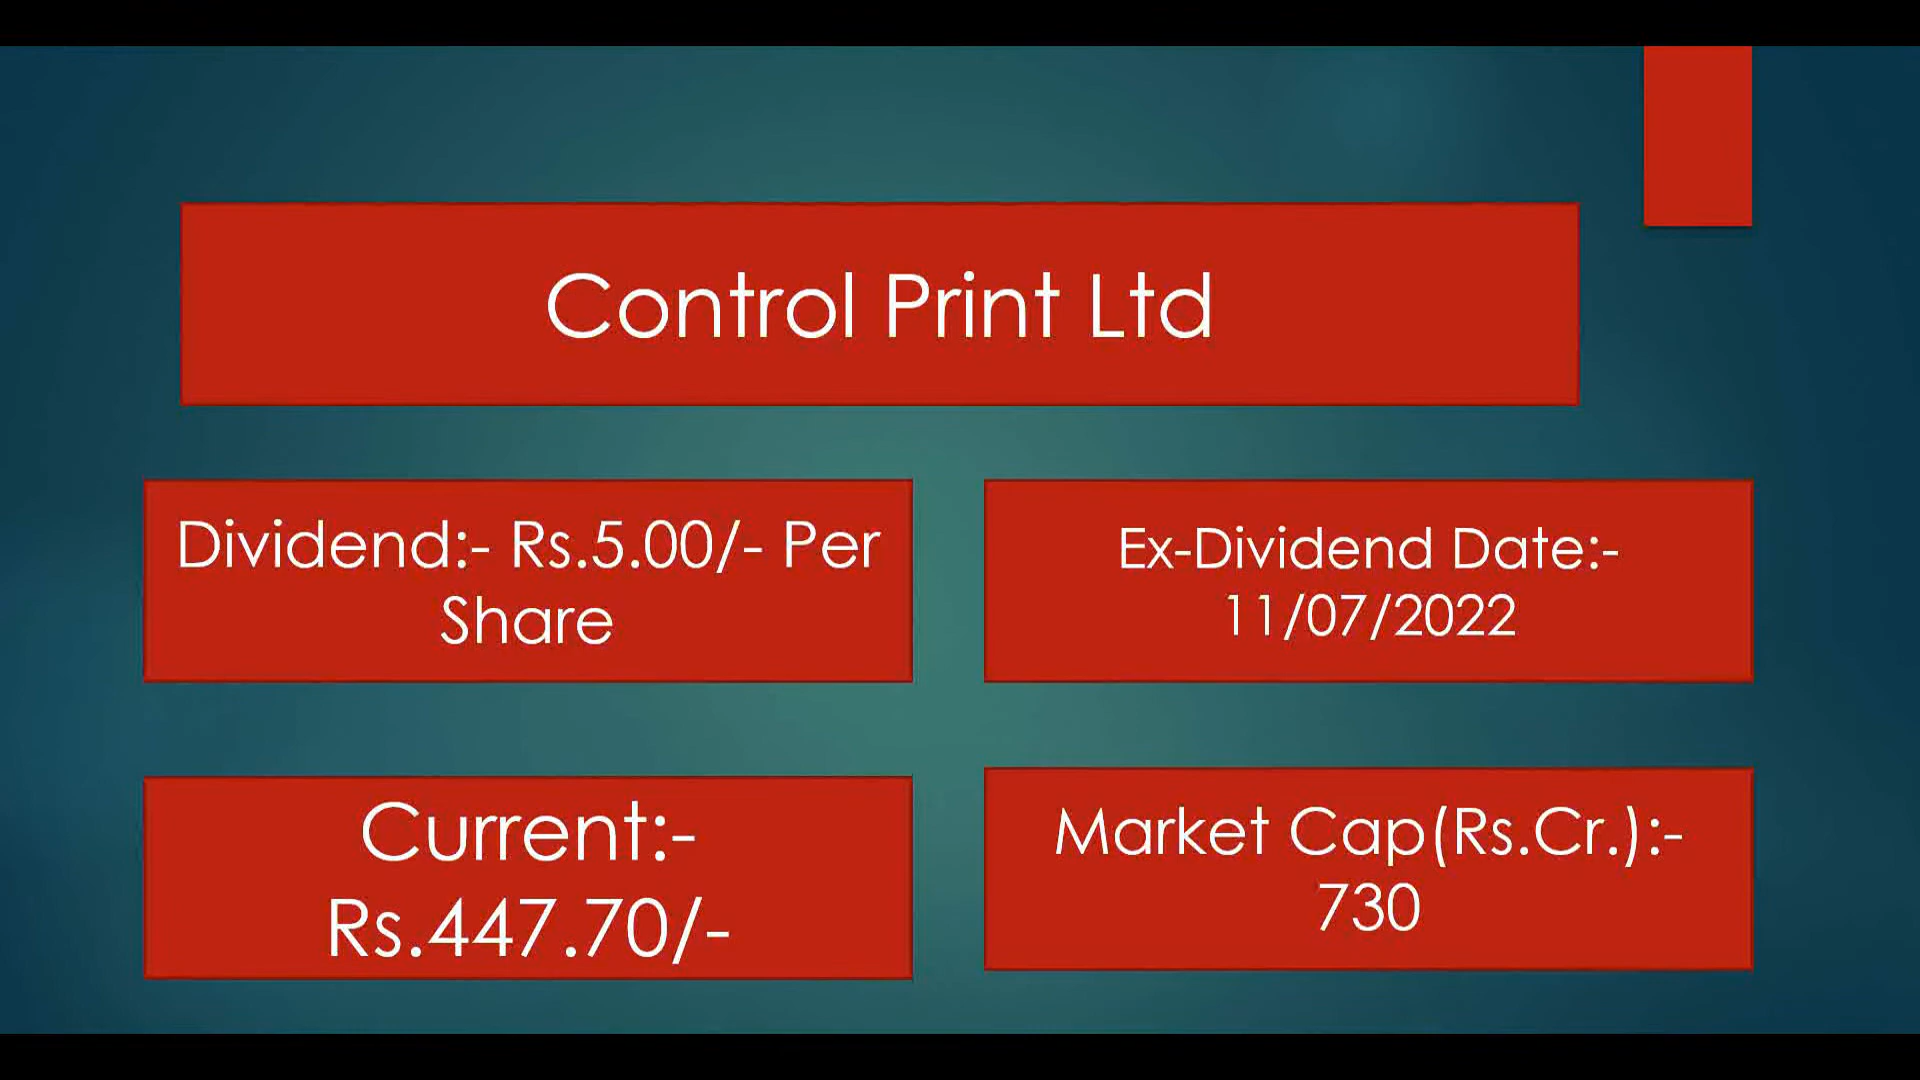 Control Print Ltd
Dividend:- Rs.5.00/- Per
Share
Ex-Dividend Date:-
11/07/2022
Current:-
Rs.447.70/-
Market Cap(Rs.Cr.):-
730